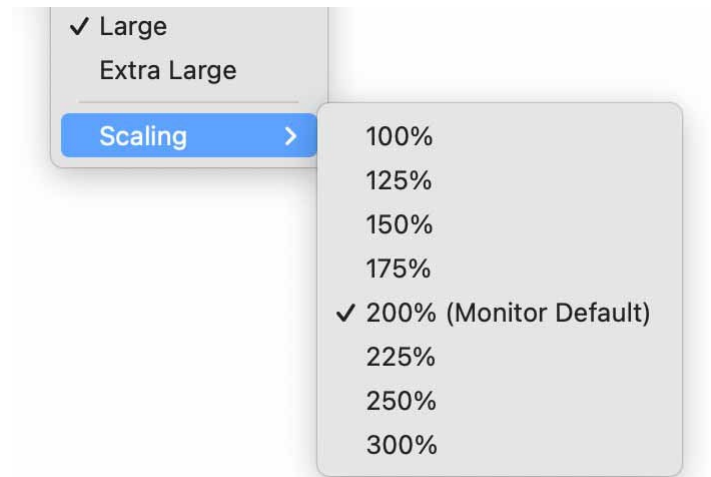 Large
Extra Large
Scaling
100%
125%
150%
175%
200% (Monitor Default)
225%
250%
300%